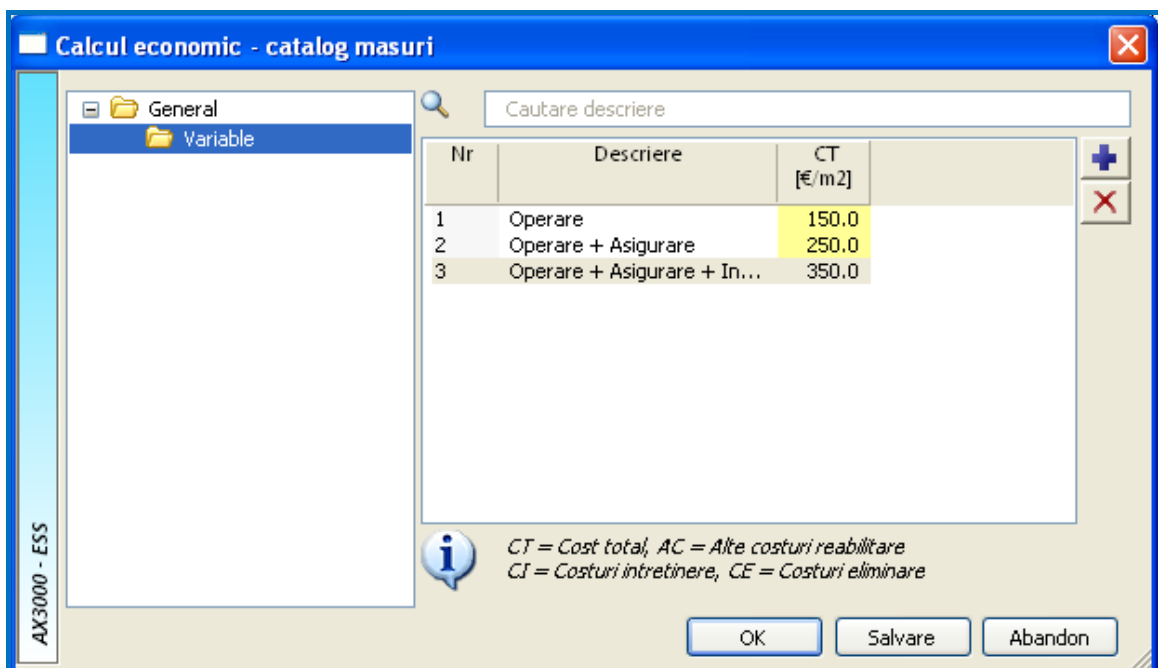 Calcul economic - catalog masuri
General
Variable
Cautare descriere
Nr Descriere CT [€/m2]
1 Operare 150.0
2 Operare + Asigurare 250.0
3 Operare + Asigurare + In... 350.0
CT = Cost total, AC = Alte costuri reabilitare
CI = Costuri intretinere, CE = Costuri eliminare
AX3000 - ESS
OK Salvare Abandon